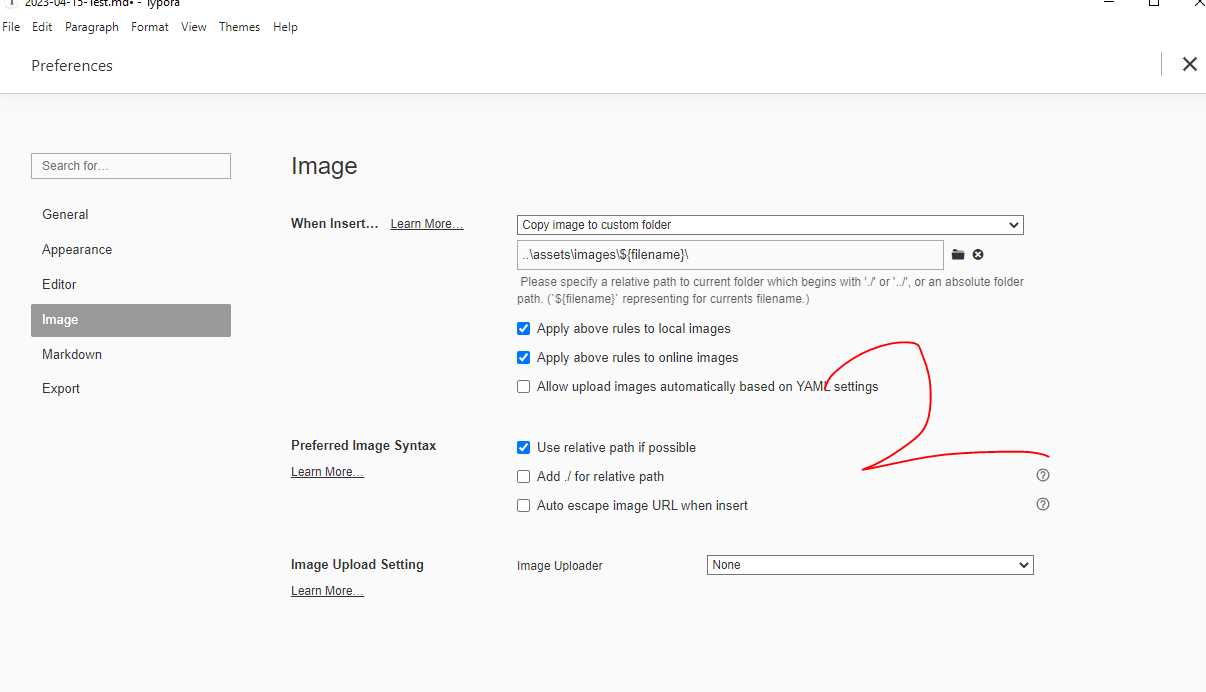 2023-04-15-Test.md• - Typora
File Edit Paragraph Format View Themes Help
Preferences
Search for...
General
Appearance
Editor
Image
Markdown
Export
Image
When Insert... Learn More... Copy image to custom folder
..\assets\images\${filename}\
Please specify a relative path to current folder which begins with './' or '../', or an absolute folder
path. (`${filename}` representing for currents filename.)
Apply above rules to local images
Apply above rules to online images
Allow upload images automatically based on YAML settings
2
Preferred Image Syntax Use relative path if possible
Learn More... Add ./ for relative path
Auto escape image URL when insert
Image Upload Setting Image Uploader None
Learn More...